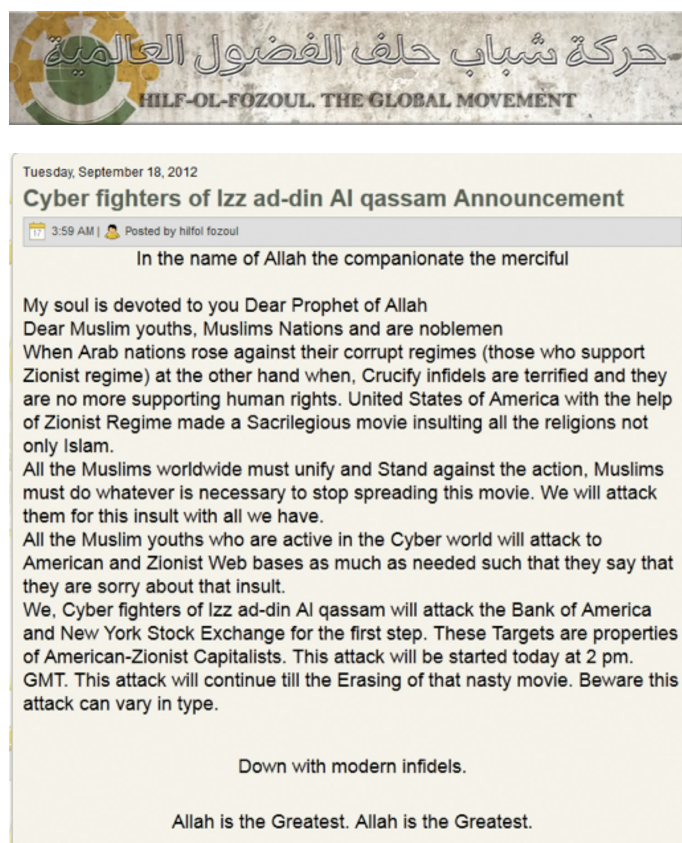 حركة شباب حلف الفضول العالمية
HILF-OL-FOZOUL. THE GLOBAL MOVEMENT
Tuesday, September 18, 2012
Cyber fighters of Izz ad-din Al qassam Announcement
17 3:59 AM | Posted by hilfol fozoul
In the name of Allah the companionate the merciful
My soul is devoted to you Dear Prophet of Allah
Dear Muslim youths, Muslims Nations and are noblemen
When Arab nations rose against their corrupt regimes (those who support
Zionist regime) at the other hand when, Crucify infidels are terrified and they
are no more supporting human rights. United States of America with the help
of Zionist Regime made a Sacrilegious movie insulting all the religions not
only Islam.
All the Muslims worldwide must unify and Stand against the action, Muslims
must do whatever is necessary to stop spreading this movie. We will attack
them for this insult with all we have.
All the Muslim youths who are active in the Cyber world will attack to
American and Zionist Web bases as much as needed such that they say that
they are sorry about that insult.
We, Cyber fighters of Izz ad-din Al qassam will attack the Bank of America
and New York Stock Exchange for the first step. These Targets are properties
of American-Zionist Capitalists. This attack will be started today at 2 pm.
GMT. This attack will continue till the Erasing of that nasty movie. Beware this
attack can vary in type.
Down with modern infidels.
Allah is the Greatest. Allah is the Greatest.